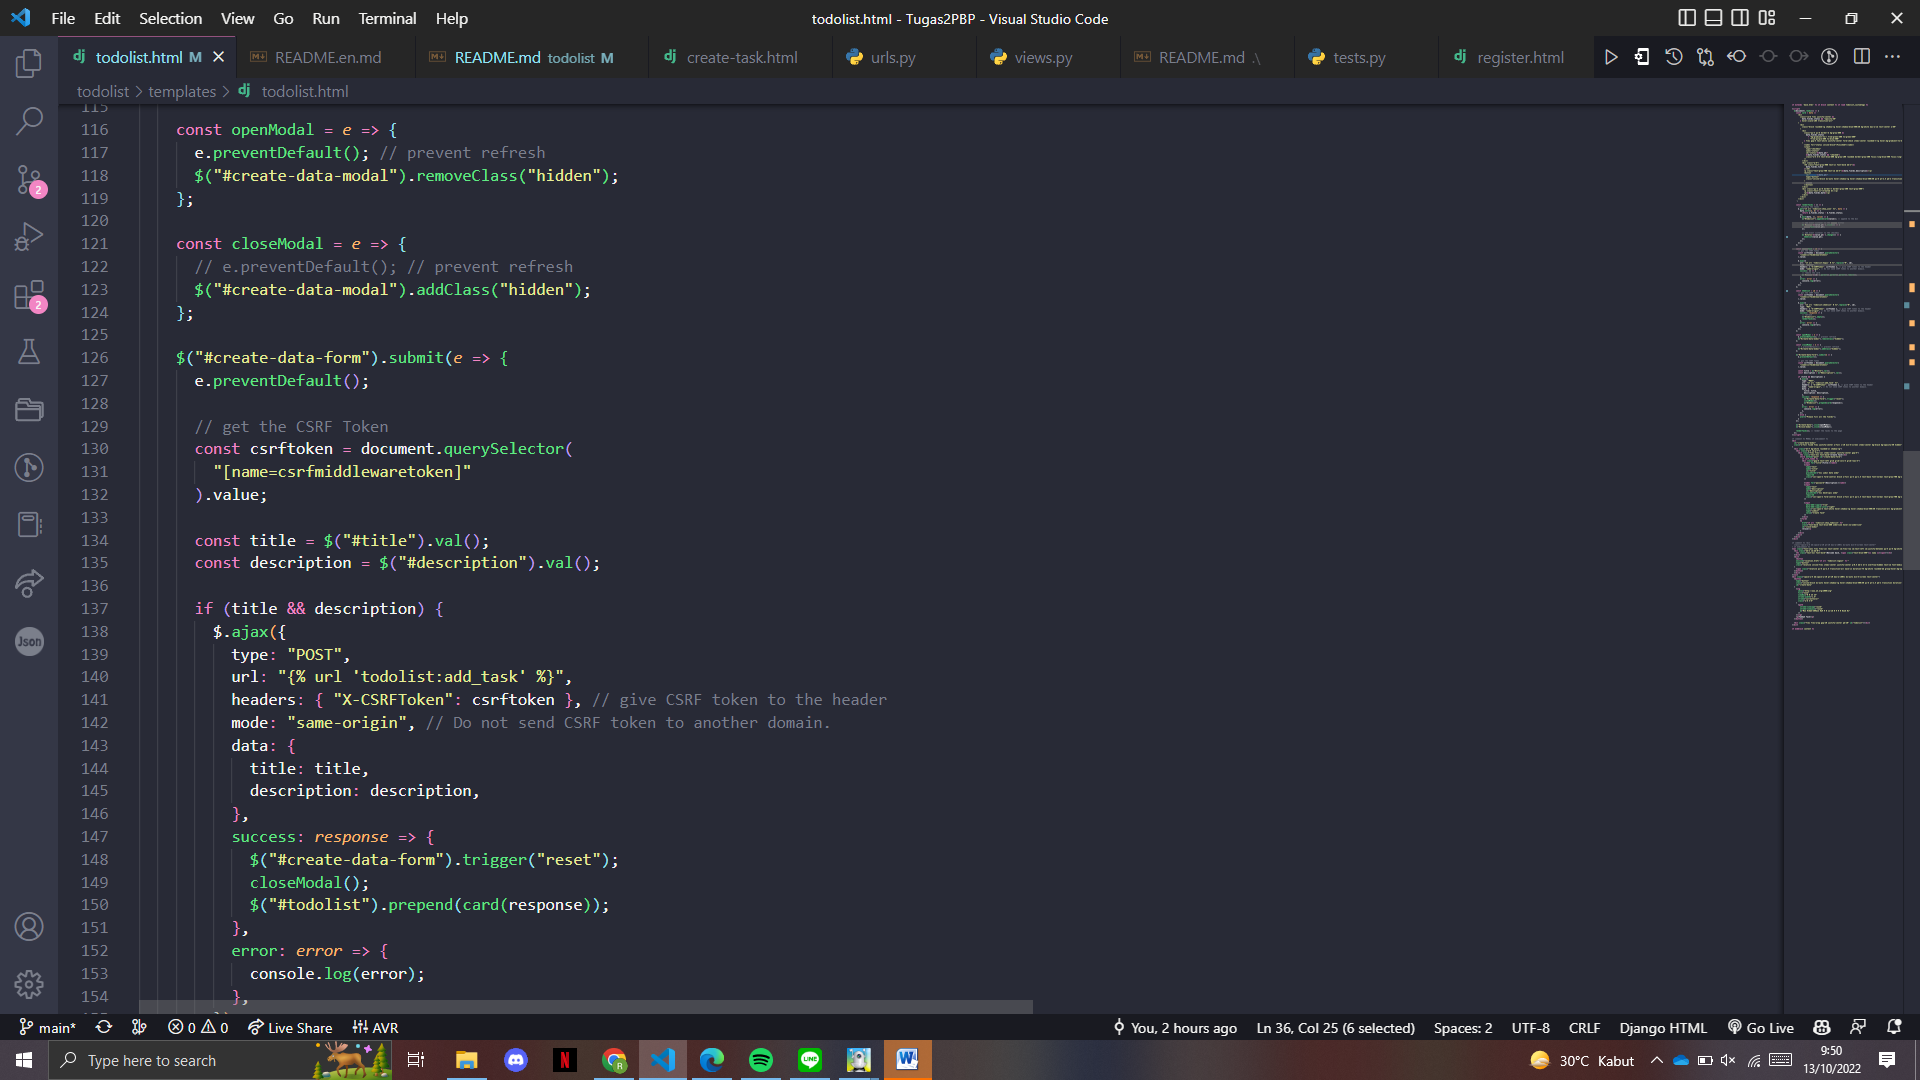 File Edit Selection View Go Run Terminal Help
todolist.html - Tugas2PBP - Visual Studio Code
todolist.html M
README.en.md
README.md todolist M
create-task.html
urls.py
views.py
README.md .\
tests.py
register.html
todolist > templates > todolist.html
115
116 const openModal = e => {
117 e.preventDefault(); // prevent refresh
118 $("#create-data-modal").removeClass("hidden");
119 };
120
121 const closeModal = e => {
122 // e.preventDefault(); // prevent refresh
123 $("#create-data-modal").addClass("hidden");
124 };
125
126 $("#create-data-form").submit(e => {
127 e.preventDefault();
128
129 // get the CSRF Token
130 const csrftoken = document.querySelector(
131 "[name=csrfmiddlewaretoken]"
132 ).value;
133
134 const title = $("#title").val();
135 const description = $("#description").val();
136
137 if (title && description) {
138 $.ajax({
139 type: "POST",
140 url: "{% url 'todolist:add_task' %}",
141 headers: { "X-CSRFToken": csrftoken }, // give CSRF token to the header
142 mode: "same-origin", // Do not send CSRF token to another domain.
143 data: {
144 title: title,
145 description: description,
146 },
147 success: response => {
148 $("#create-data-form").trigger("reset");
149 closeModal();
150 $("#todolist").prepend(card(response));
151 },
152 error: error => {
153 console.log(error);
154 },
2
2
Json
main* 0 0 Live Share AVR
You, 2 hours ago Ln 36, Col 25 (6 selected) Spaces: 2 UTF-8 CRLF Django HTML Go Live
Type here to search
30°C Kabut
9:50
13/10/2022